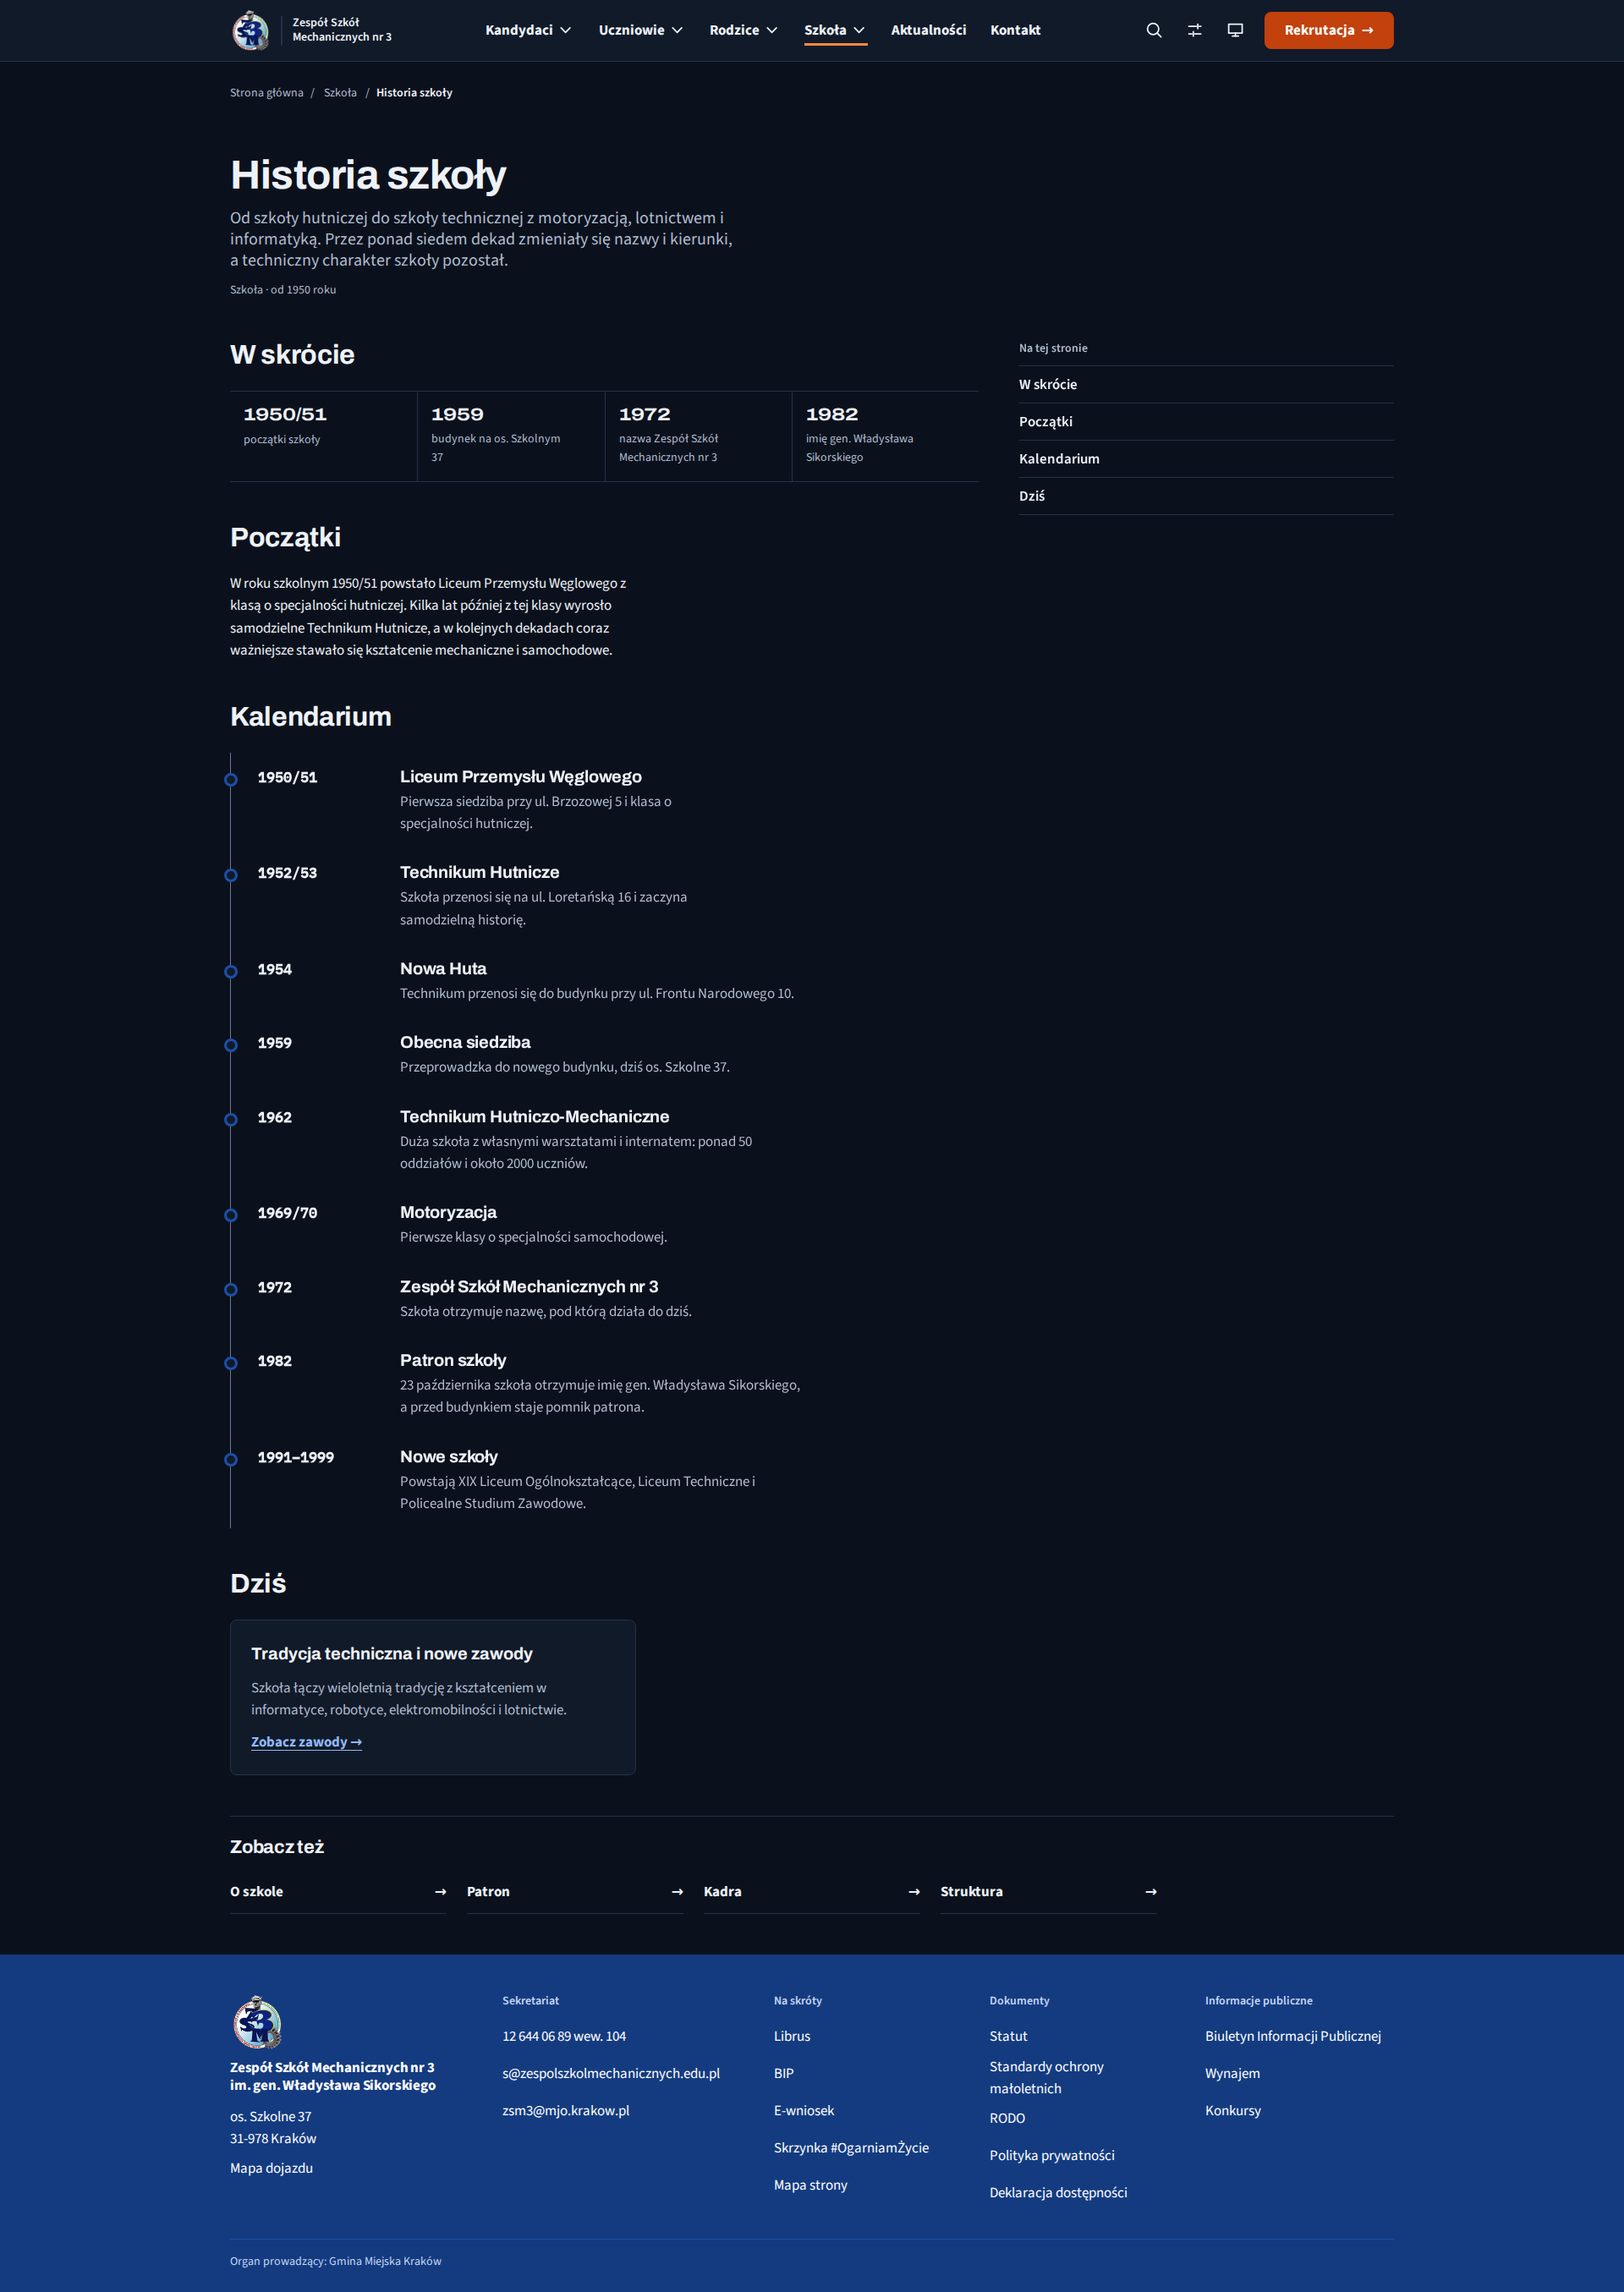 Zespół Szkół
Mechanicznych nr 3
Kandydaci
Uczniowie
Rodzice
Szkoła
Aktualności
Kontakt
Rekrutacja →
Strona główna / Szkoła / Historia szkoły
Historia szkoły
Od szkoły hutniczej do szkoły technicznej z motoryzacją, lotnictwem i
informatyką. Przez ponad siedem dekad zmieniały się nazwy i kierunki,
a techniczny charakter szkoły pozostał.
Szkoła · od 1950 roku
W skrócie
1950/51
początki szkoły
1959
budynek na os. Szkolnym
37
1972
nazwa Zespół Szkół
Mechanicznych nr 3
1982
imię gen. Władysława
Sikorskiego
Na tej stronie
W skrócie
Początki
Kalendarium
Dziś
Początki
W roku szkolnym 1950/51 powstało Liceum Przemysłu Węglowego z
klasą o specjalności hutniczej. Kilka lat później z tej klasy wyrosło
samodzielne Technikum Hutnicze, a w kolejnych dekadach coraz
ważniejsze stawało się kształcenie mechaniczne i samochodowe.
Kalendarium
1950/51
Liceum Przemysłu Węglowego
Pierwsza siedziba przy ul. Brzozowej 5 i klasa o
specjalności hutniczej.
1952/53
Technikum Hutnicze
Szkoła przenosi się na ul. Loretańską 16 i zaczyna
samodzielną historię.
1954
Nowa Huta
Technikum przenosi się do budynku przy ul. Frontu Narodowego 10.
1959
Obecna siedziba
Przeprowadzka do nowego budynku, dziś os. Szkolne 37.
1962
Technikum Hutniczo-Mechaniczne
Duża szkoła z własnymi warsztatami i internatem: ponad 50
oddziałów i około 2000 uczniów.
1969/70
Motoryzacja
Pierwsze klasy o specjalności samochodowej.
1972
Zespół Szkół Mechanicznych nr 3
Szkoła otrzymuje nazwę, pod którą działa do dziś.
1982
Patron szkoły
23 października szkoła otrzymuje imię gen. Władysława Sikorskiego,
a przed budynkiem staje pomnik patrona.
1991–1999
Nowe szkoły
Powstają XIX Liceum Ogólnokształcące, Liceum Techniczne i
Policealne Studium Zawodowe.
Dziś
Tradycja techniczna i nowe zawody
Szkoła łączy wieloletnią tradycję z kształceniem w
informatyce, robotyce, elektromobilności i lotnictwie.
Zobacz zawody →
Zobacz też
O szkole →
Patron →
Kadra →
Struktura →
Zespół Szkół Mechanicznych nr 3
im. gen. Władysława Sikorskiego
os. Szkolne 37
31-978 Kraków
Mapa dojazdu
Sekretariat
12 644 06 89 wew. 104
s@zespolszkolmechanicznych.edu.pl
zsm3@mjo.krakow.pl
Na skróty
Librus
BIP
E-wniosek
Skrzynka #OgarniamŻycie
Mapa strony
Dokumenty
Statut
Standardy ochrony
małoletnich
RODO
Polityka prywatności
Deklaracja dostępności
Informacje publiczne
Biuletyn Informacji Publicznej
Wynajem
Konkursy
Organ prowadzący: Gmina Miejska Kraków